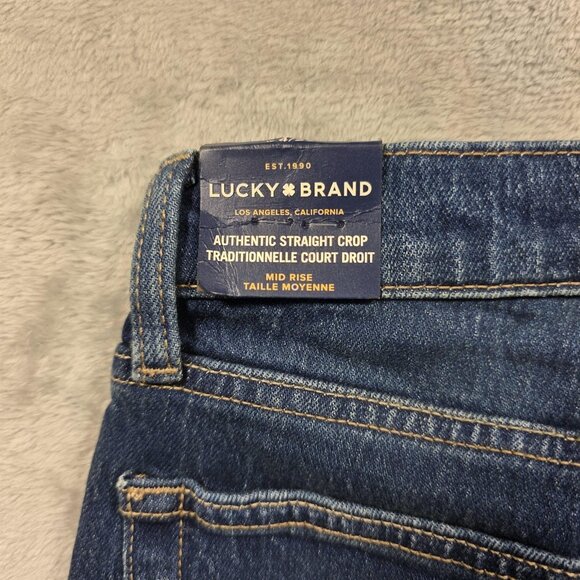 EST.1990
LUCKY BRAND
LOS ANGELES, CALIFORNIA
AUTHENTIC STRAIGHT CROP
TRADITIONNELLE COURT DROIT
MID RISE
TAILLE MOYENNE